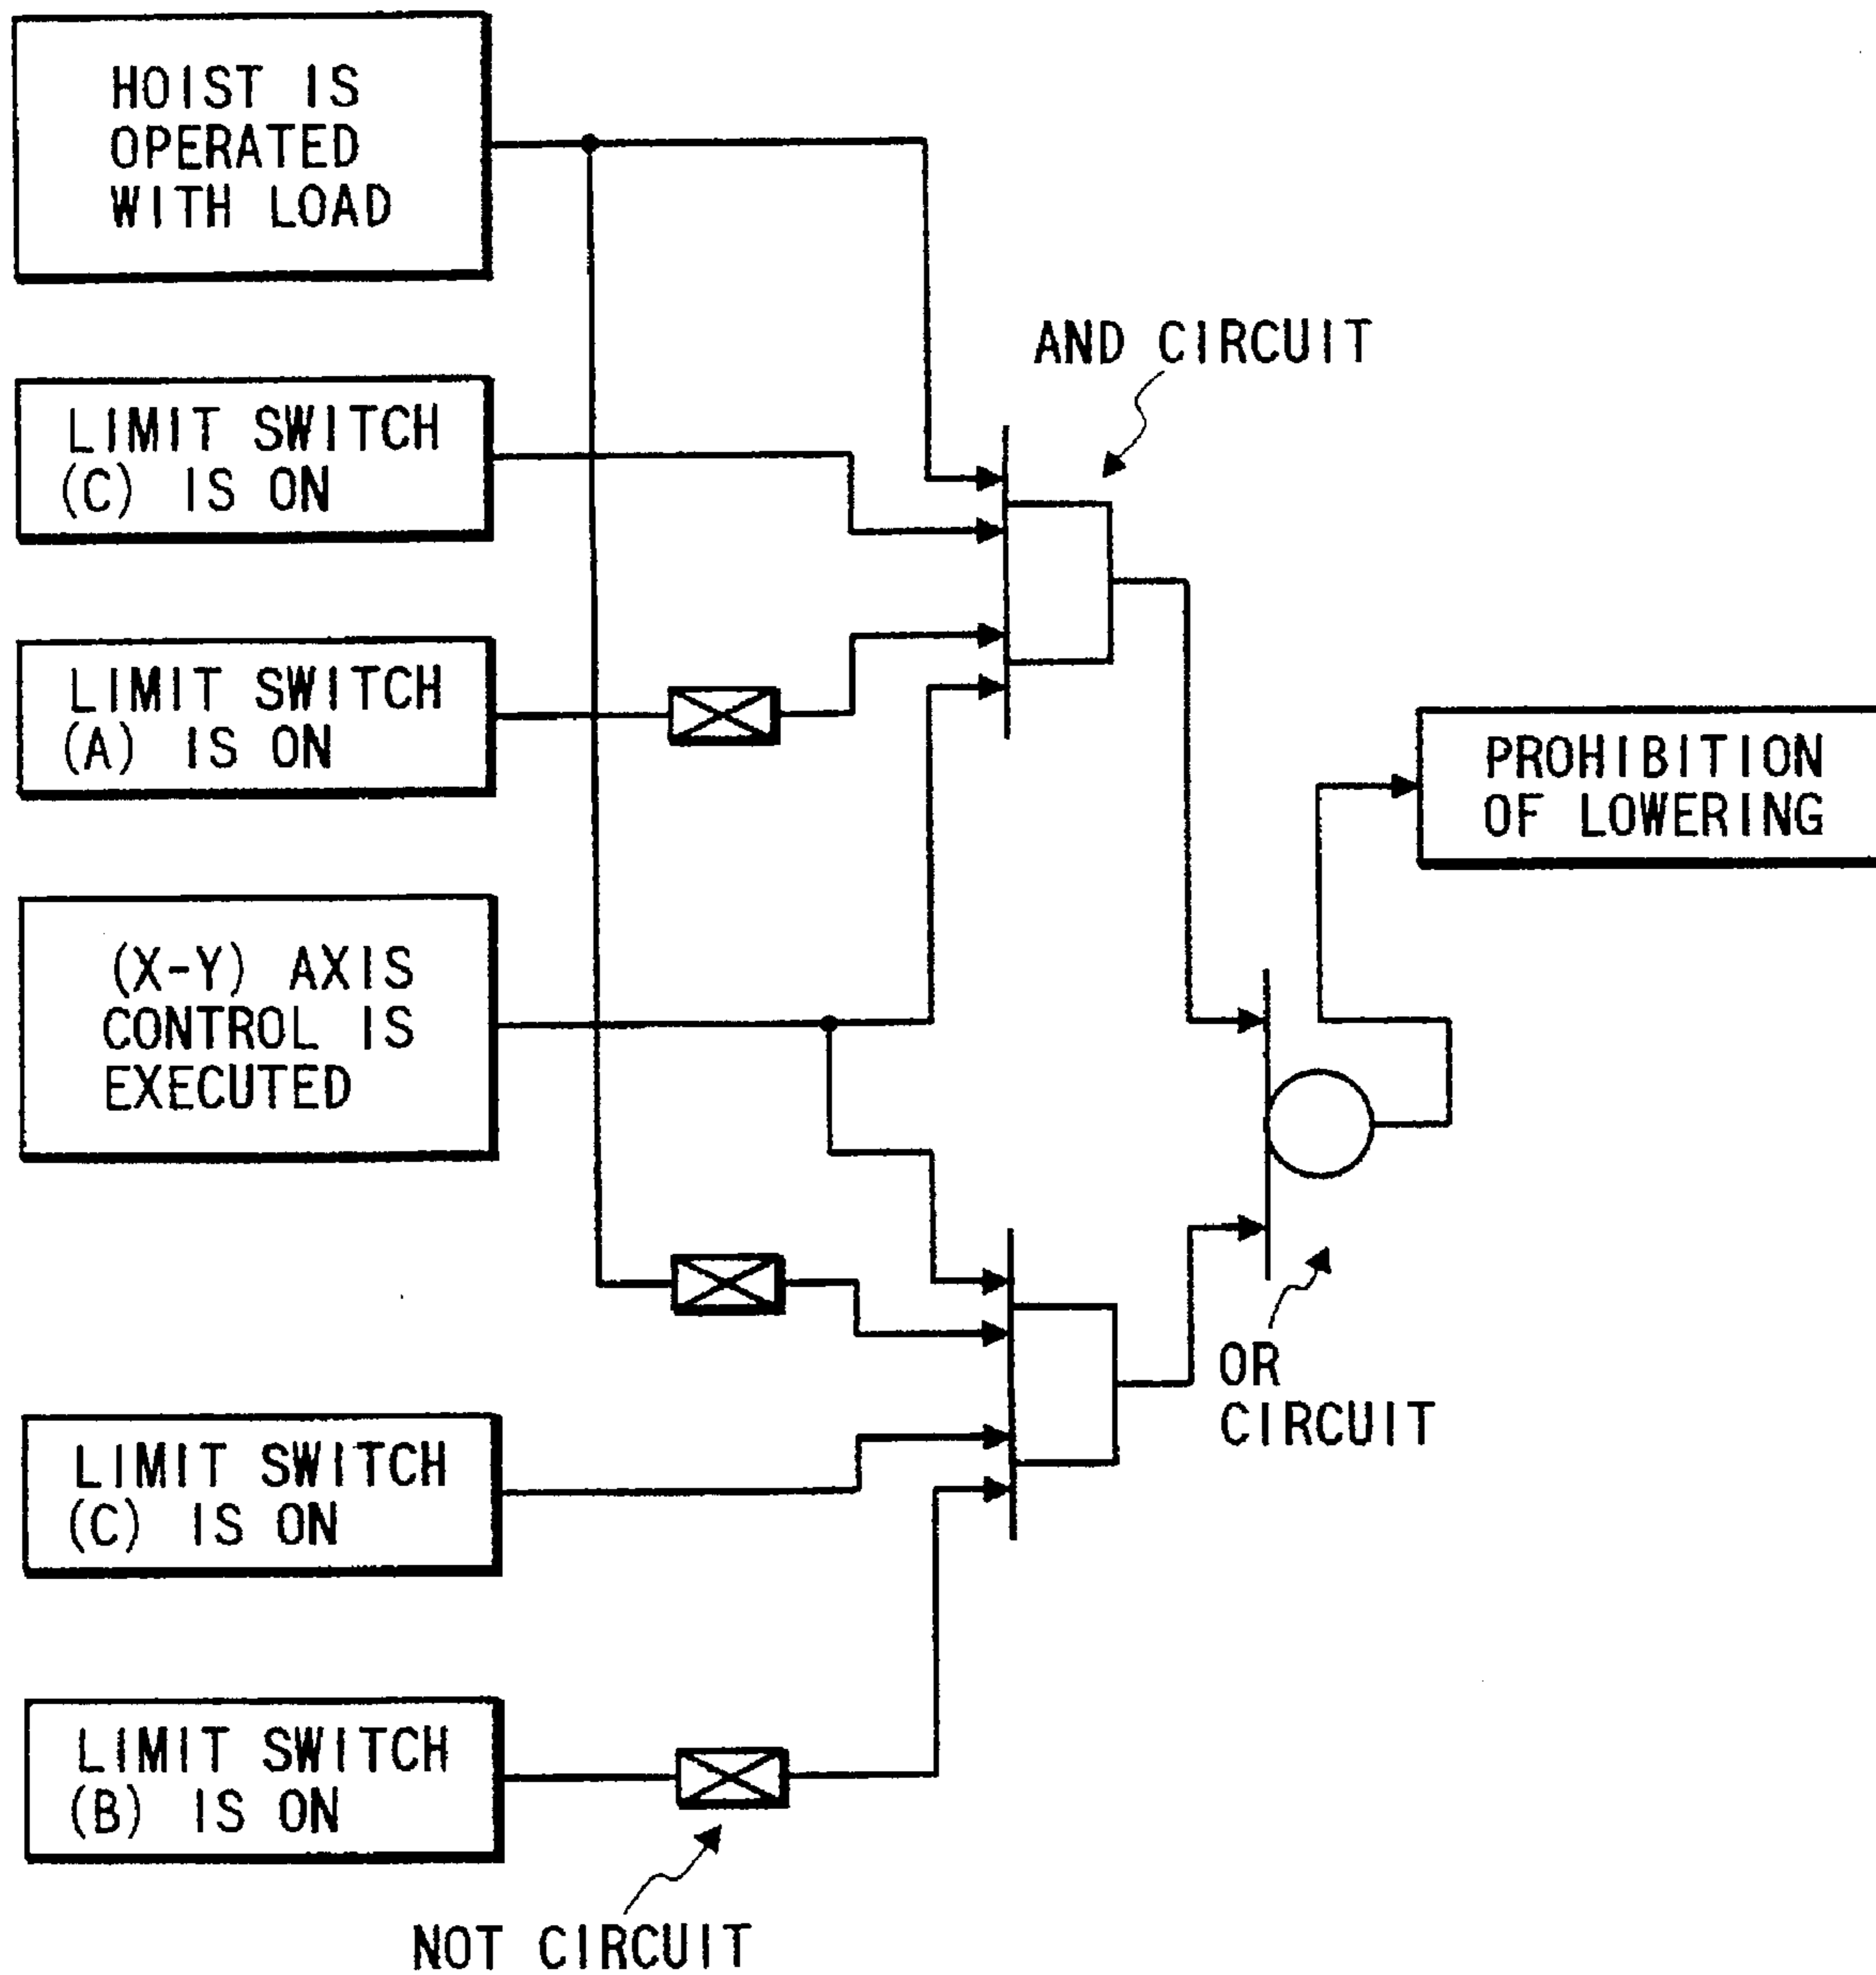 HOIST IS
OPERATED
WITH LOAD
AND CIRCUIT
LIMIT SWITCH
(C) IS ON
LIMIT SWITCH
(A) IS ON
PROHIBITION
OF LOWERING
(X-Y) AXIS
CONTROL IS
EXECUTED
OR
CIRCUIT
LIMIT SWITCH
(C) IS ON
LIMIT SWITCH
(B) IS ON
NOT CIRCUIT